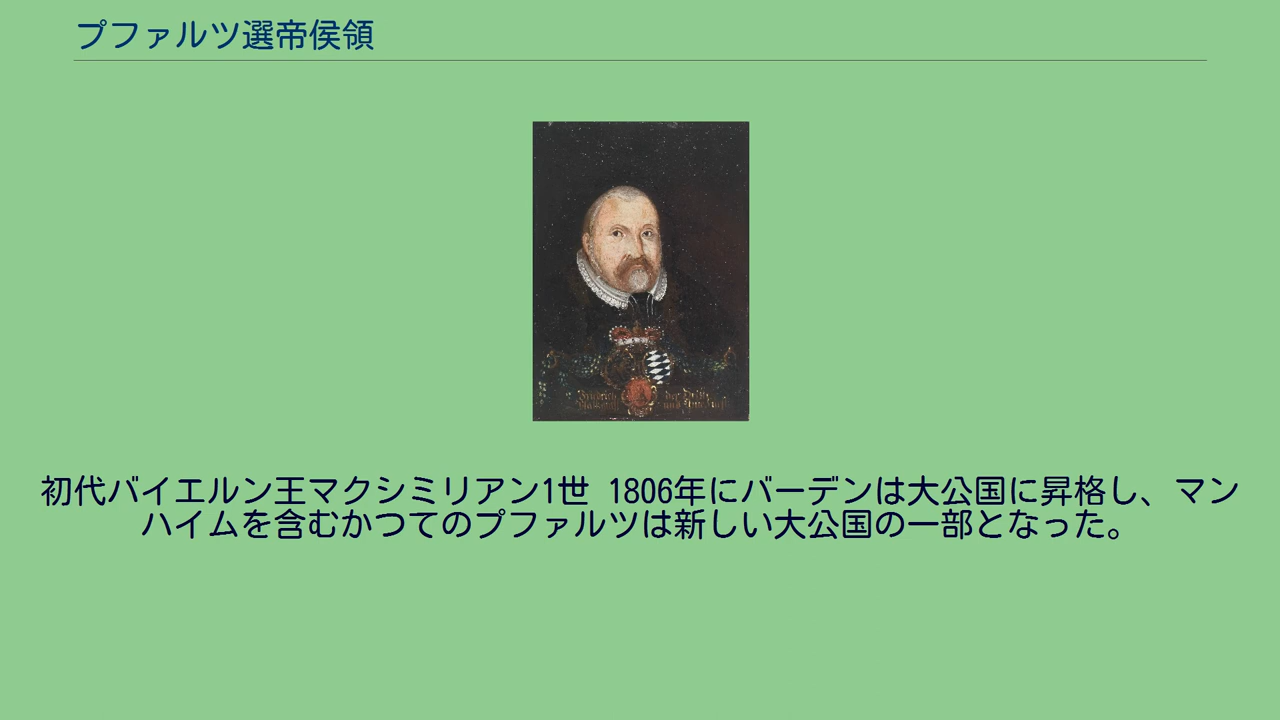 プファルツ選帝侯領
初代バイエルン王マクシミリアン1世 1806年にバーデンは大公国に昇格し、マン
ハイムを含むかつてのプファルツは新しい大公国の一部となった。